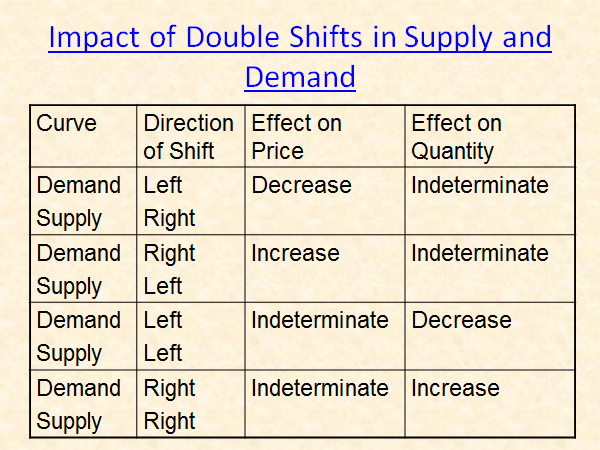 Impact of Double Shifts in Supply and
Demand
Curve Direction of Shift Effect on Price Effect on Quantity
Demand Left Decrease Indeterminate
Supply Right
Demand Right Increase Indeterminate
Supply Left
Demand Left Indeterminate Decrease
Supply Left
Demand Right Indeterminate Increase
Supply Right